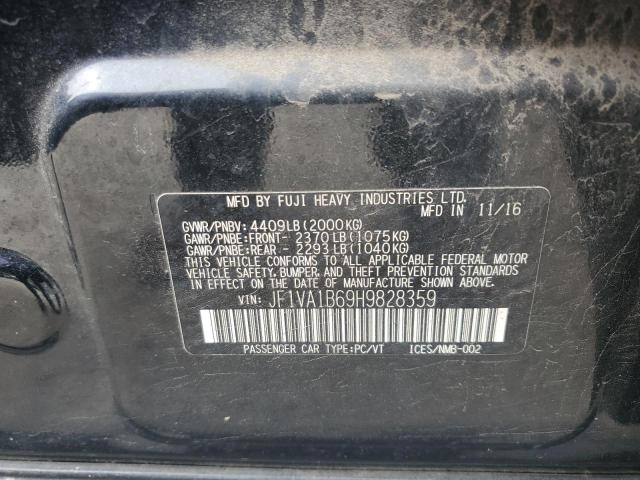 MFD BY FUJI HEAVY INDUSTRIES LTD.
MFD IN 11/16
GVWR/PNBV: 4409LB(2000KG)
GAWR/PNBE:FRONT- 2370LB(1075KG)
GAWR/PNBE:REAR - 2293LB(1040KG)
THIS VEHICLE CONFORMS TO ALL APPLICABLE FEDERAL MOTOR
VEHICLE SAFETY, BUMPER, AND THEFT PREVENTION STANDARDS
IN EFFECT ON THE DATE OF MANUFACTURE SHOWN ABOVE.
VIN: JF1VA1B69H9828359
PASSENGER CAR TYPE:PC/VT ICES/NMB-002